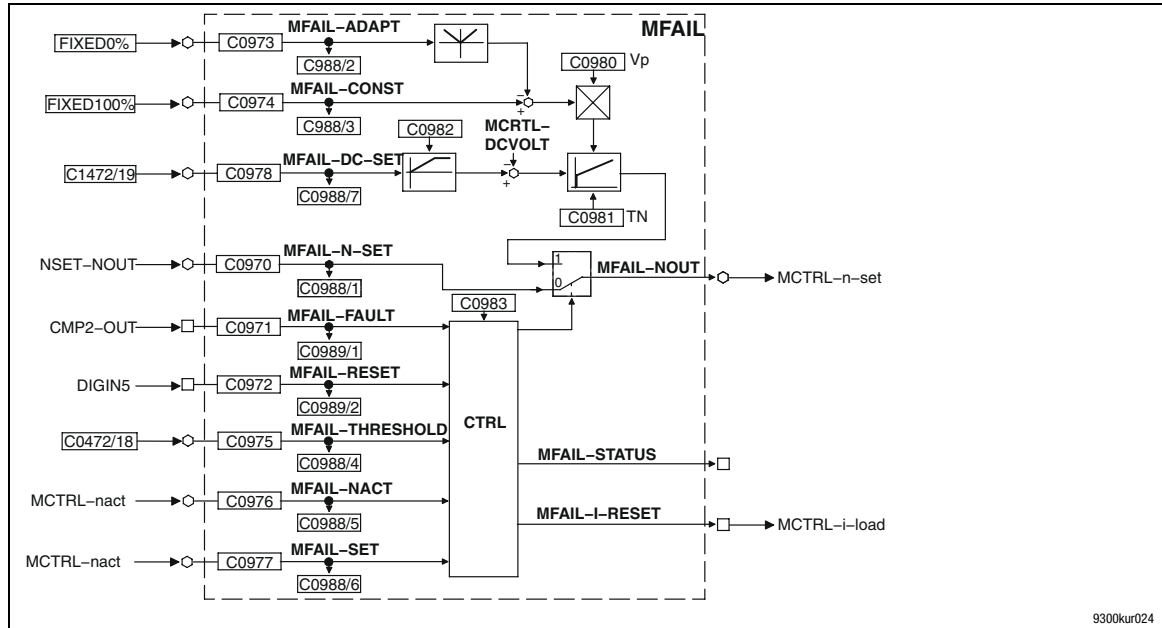 MFAIL
MFAIL–ADAPT
FIXED0%
C0973
C988/2
C0980 Vp
MFAIL–CONST
FIXED100%
C0974
C988/3
C0982
MCRTL–
DCVOLT
MFAIL–DC–SET
C1472/19
C0978
C0988/7
C0981 TN
MFAIL–N–SET
NSET–NOUT
C0970
C0988/1
1
0
MFAIL–NOUT
MCTRL–n–set
C0983
MFAIL–FAULT
CMP2–OUT
C0971
C0989/1
MFAIL–RESET
DIGIN5
C0972
C0989/2
CTRL
MFAIL–THRESHOLD
C0472/18
C0975
C0988/4
MFAIL–STATUS
MFAIL–NACT
MCTRL–nact
C0976
C0988/5
MFAIL–I–RESET
MCTRL–i–load
MFAIL–SET
MCTRL–nact
C0977
C0988/6
9300kur024